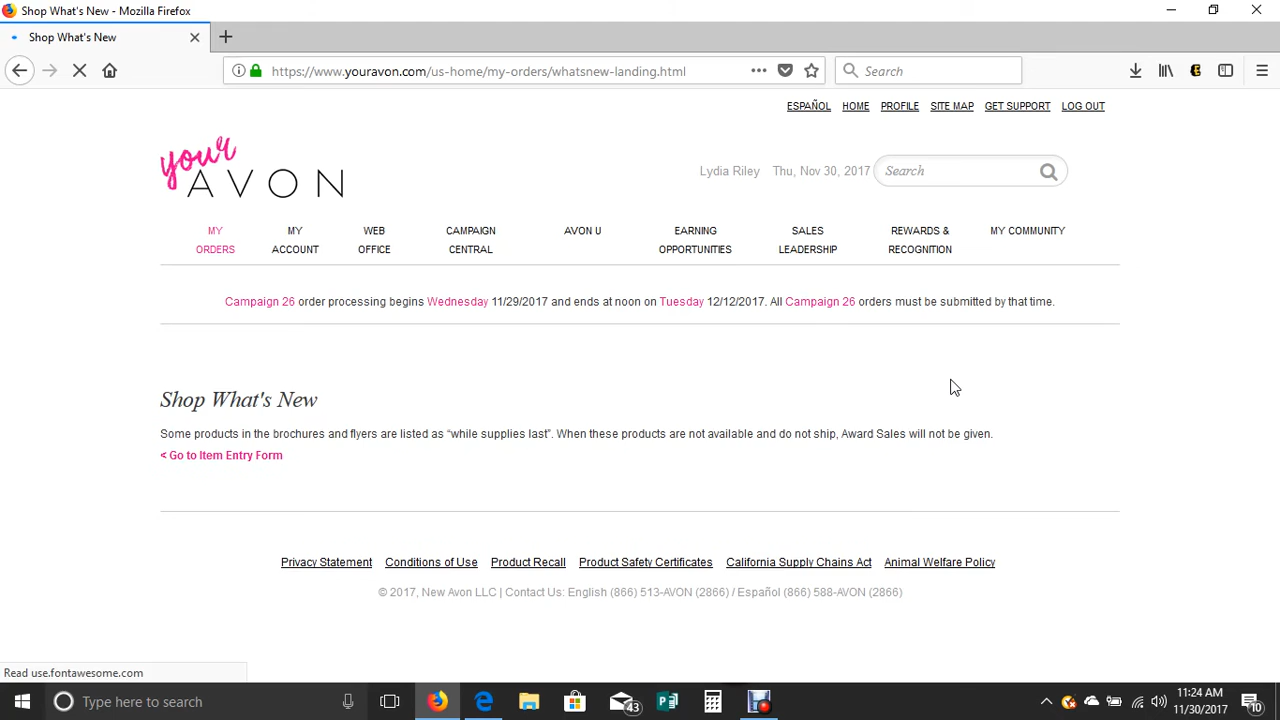 Shop What's New - Mozilla Firefox
Shop What's New
https://www.youravon.com/us-home/my-orders/whatsnew-landing.html
Search
ESPAÑOL HOME PROFILE SITE MAP GET SUPPORT LOG OUT
your AVON
Lydia Riley Thu, Nov 30, 2017 Search
MY ORDERS
MY ACCOUNT
WEB OFFICE
CAMPAIGN CENTRAL
AVON U
EARNING OPPORTUNITIES
SALES LEADERSHIP
REWARDS & RECOGNITION
MY COMMUNITY
Campaign 26 order processing begins Wednesday 11/29/2017 and ends at noon on Tuesday 12/12/2017. All Campaign 26 orders must be submitted by that time.
Shop What's New
Some products in the brochures and flyers are listed as “while supplies last”. When these products are not available and do not ship, Award Sales will not be given.
< Go to Item Entry Form
Privacy Statement Conditions of Use Product Recall Product Safety Certificates California Supply Chains Act Animal Welfare Policy
© 2017, New Avon LLC | Contact Us: English (866) 513-AVON (2866) / Español (866) 588-AVON (2866)
Read use.fontawesome.com
Type here to search
43
11:24 AM
11/30/2017
10